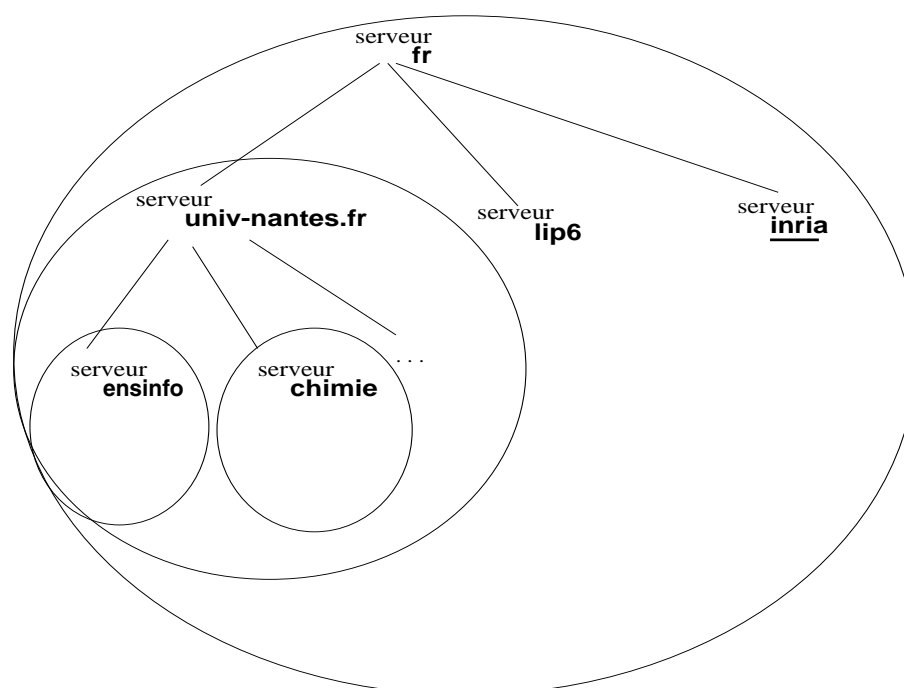 serveur
fr
serveur
univ-nantes.fr
serveur
lip6
serveur
inria
serveur
ensinfo
serveur
chimie
. . .